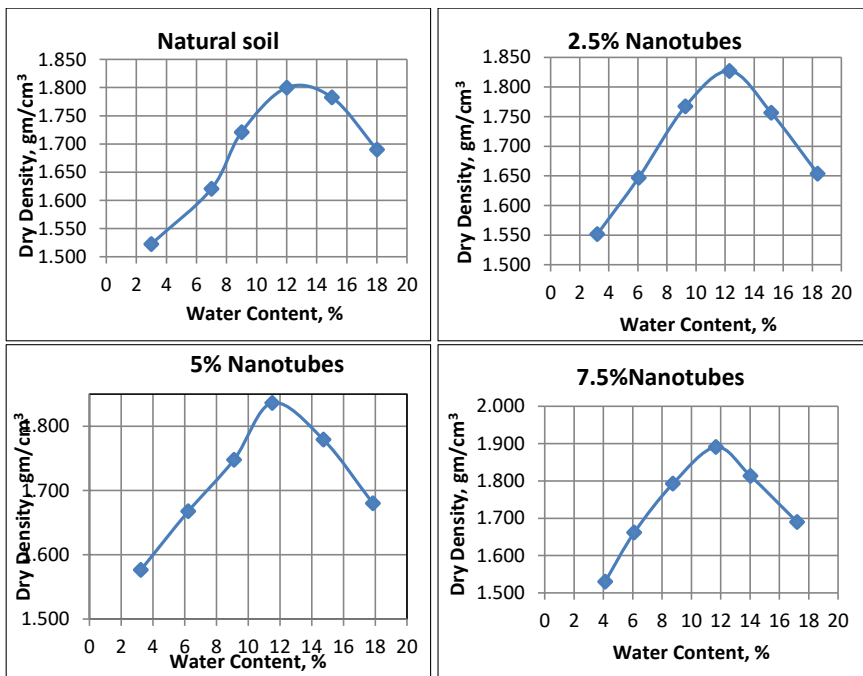 Natural soil
Dry Density, gm/cm³
1.850
1.800
1.750
1.700
1.650
1.600
1.550
1.500
0 2 4 6 8 10 12 14 16 18 20
Water Content, %
2.5% Nanotubes
Dry Density, gm/cm³
1.850
1.800
1.750
1.700
1.650
1.600
1.550
1.500
0 2 4 6 8 10 12 14 16 18 20
Water Content, %
5% Nanotubes
Dry Density, gm/cm³
1.800
1.700
1.600
1.500
0 2 4 6 8 10 12 14 16 18 20
Water Content, %
7.5%Nanotubes
Dry Density, gm/cm³
2.000
1.900
1.800
1.700
1.600
1.500
0 2 4 6 8 10 12 14 16 18 20
Water Content, %